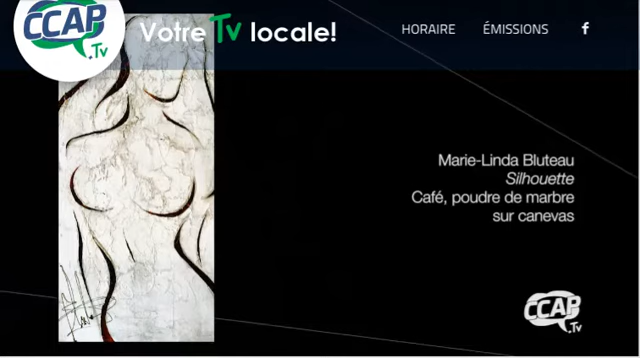 CCAP
.Tv
Votre Tv locale!
HORAIRE ÉMISSIONS f
Marie-Linda Bluteau
Silhouette
Café, poudre de marbre
sur canevas
CCAP
.Tv